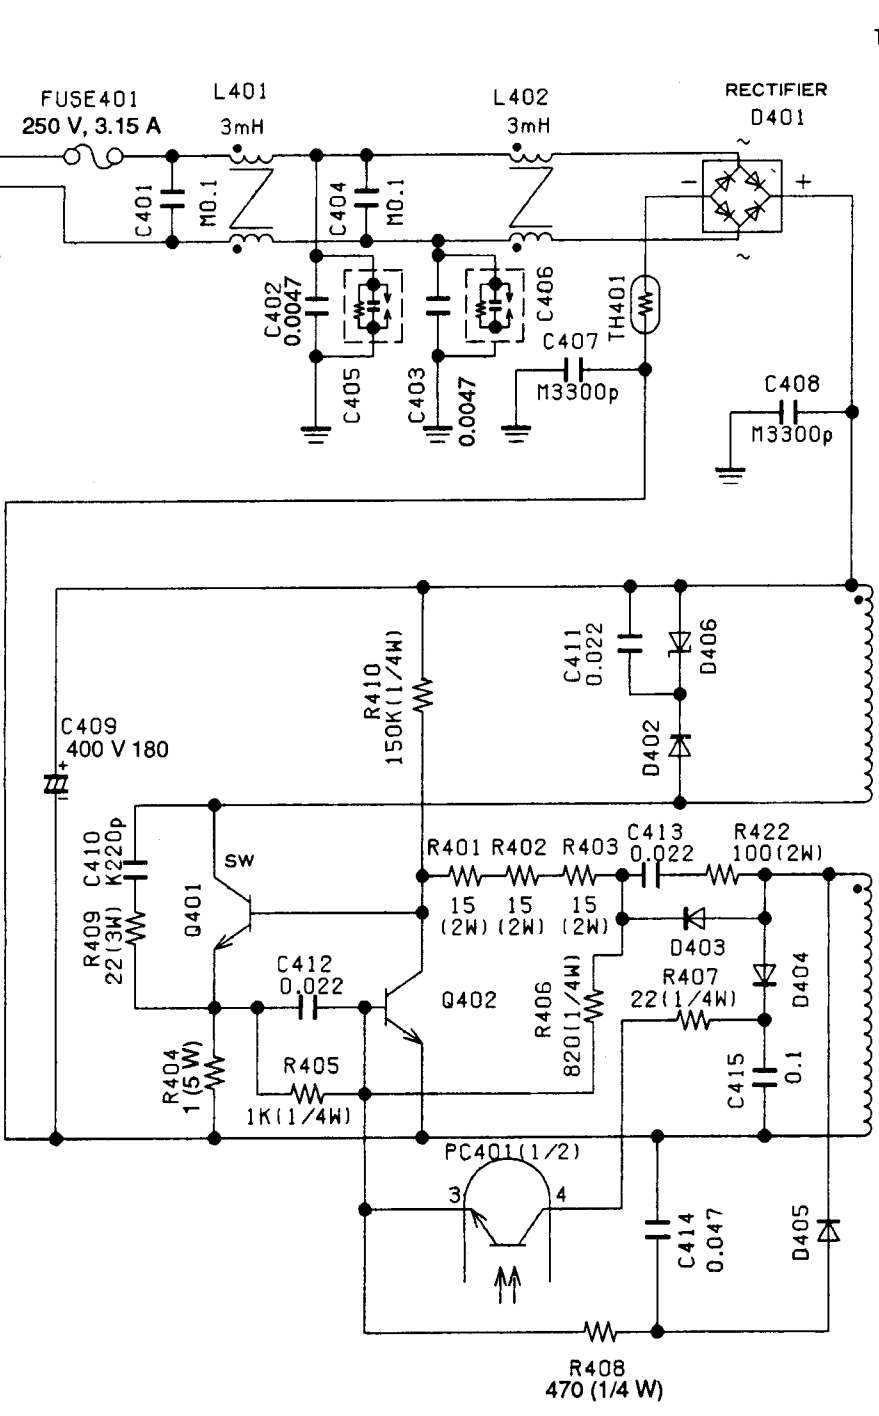 T
FUSE401
250 V, 3.15 A
L401
3mH
L402
3mH
RECTIFIER
D401
~
-
+
~
C401
M0.1
C404
M0.1
C402
0.0047
C405
C403
0.0047
C406
TH401
C407
M3300p
C408
M3300p
C409
400 V 180
+
-
R410
150K(1/4W)
C411
0.022
D406
D402
C410
K220p
R409
22(3W)
SW
Q401
R401
15
(2W)
R402
15
(2W)
R403
15
(2W)
C413
0.022
R422
100(2W)
D403
D404
C412
0.022
Q402
R406
820(1/4W)
R407
22(1/4W)
C415
0.1
R404
1 (5 W)
R405
1K(1/4W)
PC401(1/2)
3
4
C414
0.047
D405
R408
470 (1/4 W)